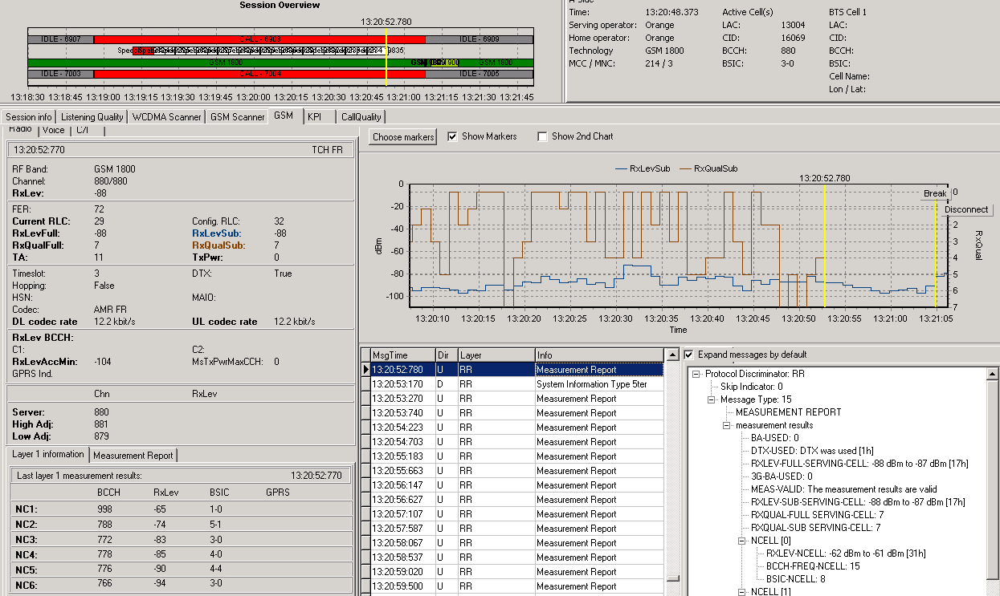 Session Overview
13:20:52.780
IDLE - 6907 CALL - 6908 IDLE - 6909
GSM 1800 GSM 1800
IDLE - 7003 CALL - 7004 IDLE - 7005
13:18:30 13:18:45 13:19:00 13:19:15 13:19:30 13:19:45 13:20:00 13:20:15 13:20:30 13:20:45 13:21:00 13:21:15 13:21:30 13:21:45
A-Side
Time: 13:20:48.373 Active Cell(s) BTS Cell 1
Serving operator: Orange LAC: 13004 LAC:
Home operator: Orange CID: 16069 CID:
Technology GSM 1800 BCCH: 880 BCCH:
MCC / MNC: 214 / 3 BSIC: 3-0 BSIC:
Cell Name:
Lon / Lat:
Session info Listening Quality WCDMA Scanner GSM Scanner GSM KPI CallQuality
Radio Voice C/I
13:20:52:770 TCH FR
RF Band: GSM 1800
Channel: 880/880
RxLev: -88
FER: 72
Current RLC: 29 Config. RLC: 32
RxLevFull: -88 RxLevSub: -88
RxQualFull: 7 RxQualSub: 7
TA: 11 TxPwr: 0
Timeslot: 3 DTX: True
Hopping: False
HSN: MAIO:
Codec: AMR FR
DL codec rate 12.2 kbit/s UL codec rate 12.2 kbit/s
RxLev BCCH:
C1: C2:
RxLevAccMin: -104 MsTxPwrMaxCCH: 0
GPRS Ind.
Chn RxLev
Server: 880
High Adj: 881
Low Adj: 879
Layer 1 information Measurement Report
Last layer 1 measurement results: 13:20:52:770
BCCH RxLev BSIC GPRS
NC1: 998 -65 1-0
NC2: 788 -74 5-1
NC3: 772 -83 3-0
NC4: 778 -85 4-0
NC5: 776 -90 4-4
NC6: 766 -94 3-0
Choose markers Show Markers Show 2nd Chart
RxLevSub RxQualSub
13:20:52.780
0
-20
-40
-60
-80
-100
dBm
Break
Disconnect
0
2
3
4
5
6
7
RxQual
13:20:10 13:20:15 13:20:20 13:20:25 13:20:30 13:20:35 13:20:40 13:20:45 13:20:50 13:20:55 13:21:00 13:21:05
Time
MsgTime Dir Layer Info
13:20:52:780 U RR Measurement Report
13:20:53:170 D RR System Information Type 5ter
13:20:53:270 U RR Measurement Report
13:20:53:740 U RR Measurement Report
13:20:54:223 U RR Measurement Report
13:20:54:703 U RR Measurement Report
13:20:55:183 U RR Measurement Report
13:20:55:663 U RR Measurement Report
13:20:56:147 U RR Measurement Report
13:20:56:627 U RR Measurement Report
13:20:57:107 U RR Measurement Report
13:20:57:587 U RR Measurement Report
13:20:58:067 U RR Measurement Report
13:20:58:537 U RR Measurement Report
13:20:59:020 U RR Measurement Report
13:20:59:500 U RR Measurement Report
Expand messages by default
Protocol Discriminator: RR
Skip Indicator: 0
Message Type: 15
MEASUREMENT REPORT
measurement results
BA-USED: 0
DTX-USED: DTX was used [1h]
RXLEV-FULL-SERVING-CELL: -88 dBm to -87 dBm [17h]
3G-BA-USED: 0
MEAS-VALID: The measurement results are valid
RXLEV-SUB-SERVING-CELL: -88 dBm to -87 dBm [17h]
RXQUAL-FULL SERVING-CELL: 7
RXQUAL-SUB SERVING-CELL: 7
NCELL [0]
RXLEV-NCELL: -62 dBm to -61 dBm [31h]
BCCH-FREQ-NCELL: 15
BSIC-NCELL: 8
NCELL [1]